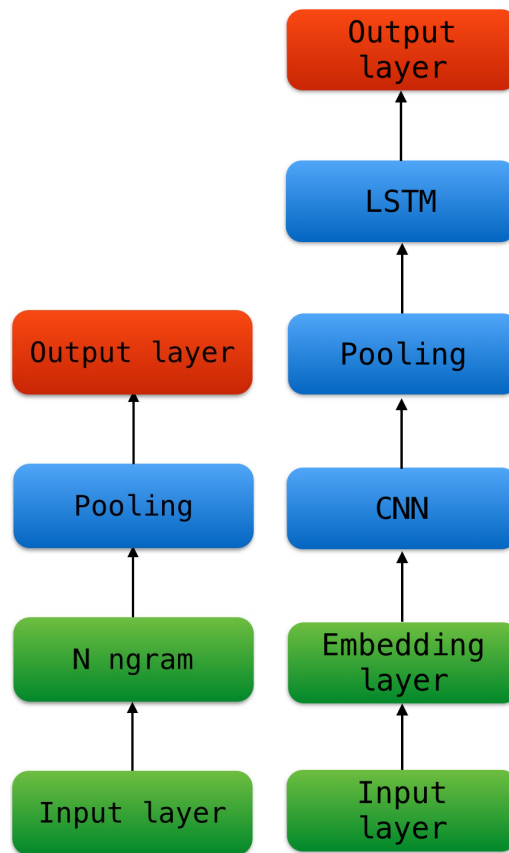 Output layer
Pooling
N ngram
Input layer
Output
layer
LSTM
Pooling
CNN
Embedding
layer
Input
layer